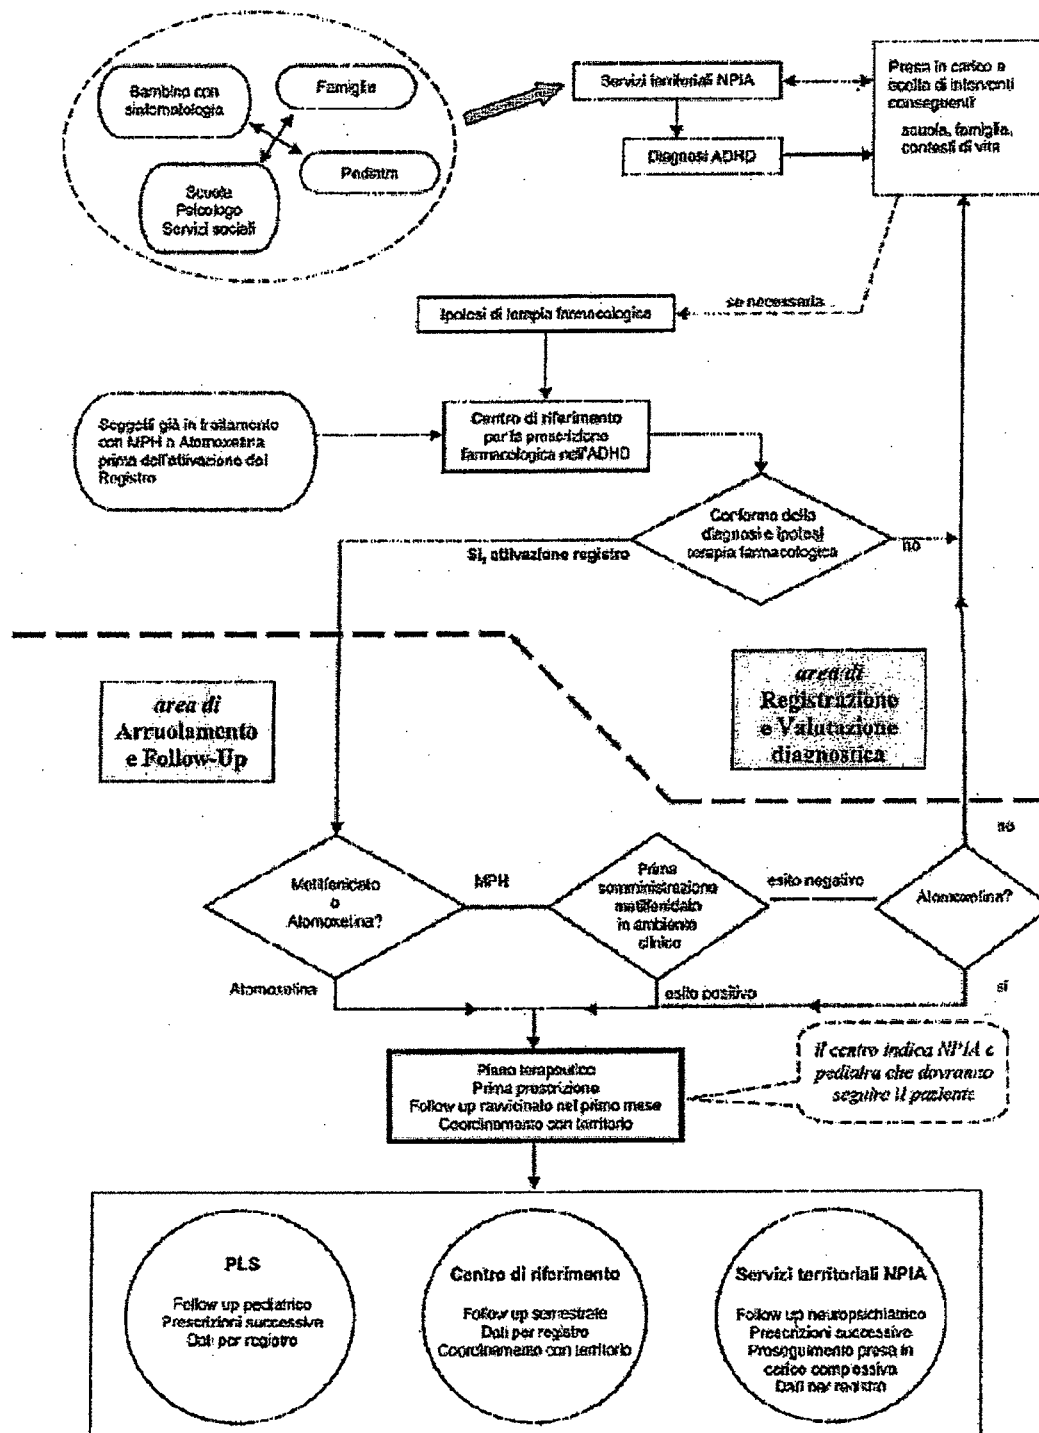 Bambino con
sintomatologia
Famiglia
Pediatra
Scuola
Psicologo
Servizi sociali
Servizi territoriali NPIA
Diagnosi ADHD
Presa in carico e
scelta di interventi
conseguenti
scuola, famiglia,
contesti di vita
se necessaria
Ipotesi di terapia farmacologica
Soggetti già in trattamento
con MPH o Atomoxetina
prima dell'attivazione del
Registro
Centro di riferimento
per la prescrizione
farmacologica nell'ADHD
Conferma della
diagnosi e ipotesi
terapia farmacologica
Si, attivazione registro
no
area di
Arruolamento
e Follow-Up
area di
Registrazione
e Valutazione
diagnostica
Metilfenidato
o
Atomoxetina?
MPH
Prima
somministrazione
metilfenidato
in ambiente
clinico
esito negativo
Atomoxetina?
no
Atomoxetina
esito positivo
si
Piano terapeutico
Prima prescrizione
Follow up ravvicinato nel primo mese
Coordinamento con territorio
il centro indica NPIA e
pediatra che dovranno
seguire il paziente
PLS
Follow up pediatrico
Prescrizioni successive
Dati per registro
Centro di riferimento
Follow up semestrale
Dati per registro
Coordinamento con territorio
Servizi territoriali NPIA
Follow up neuropsichiatrico
Prescrizioni successive
Proseguimento presa in
carico complessiva
Dati per registro